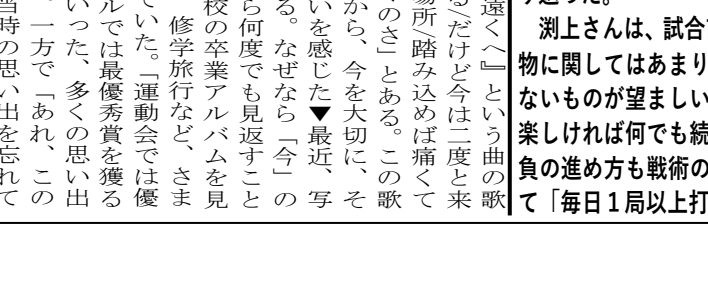 り返った。
渕上さんは、試合
物に関してはあまり
ないものが望ましい
楽しければ何でも続
負の進め方も戦術の
て「毎日１局以上打
遠くへ』という曲の歌
る/だけど今は二度と来
場所/踏み込めば痛くて
のさ」とある。この歌
から、今を大切に、そ
いを感じた▼最近、写
る。なぜなら「今」の
ら何度でも見返すこと
校の卒業アルバムを見
修学旅行など、さま
ていた。「運動会では優
ルでは最優秀賞を獲る
いった、多くの思い出
。一方で「あれ、この
当時の思い出を忘れて